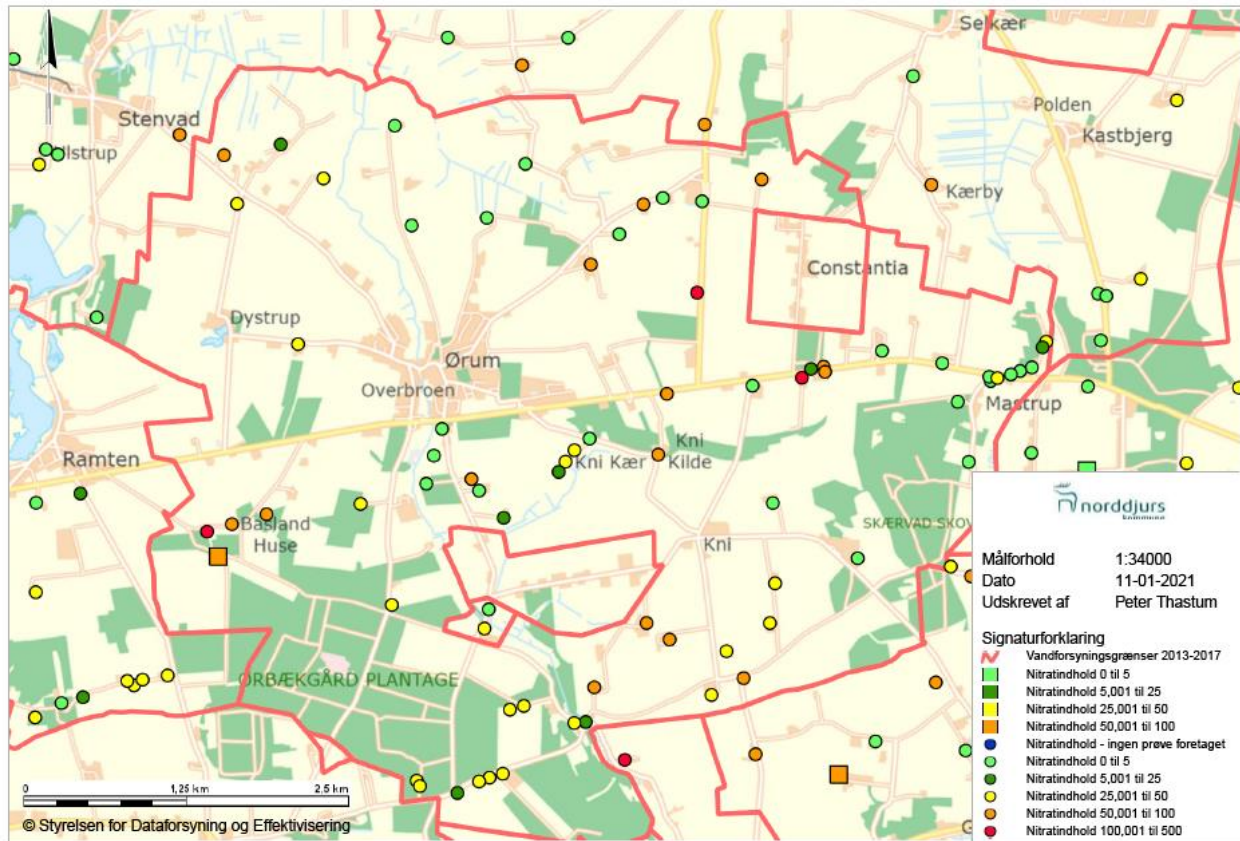 Selkær
Stenvad
Polden
Kastbjerg
Ulstrup
Kærby
Constantia
Dystrup
Ørum
Overbroen
Mastrup
Kni
Kilde
Kni Kær
Ramten
Basland
Huse
SKÆRVAD SKOV
Kni
ORBÆKGÅRD PLANTAGE
norddjurs
kommune
Målforhold 1:34000
Dato 11-01-2021
Udskrevet af Peter Thastum
Signaturforklaring
Vandforsyningsgrænser 2013-2017
Nitratindhold 0 til 5
Nitratindhold 5,001 til 25
Nitratindhold 25,001 til 50
Nitratindhold 50,001 til 100
Nitratindhold - ingen prøve foretaget
Nitratindhold 0 til 5
Nitratindhold 5,001 til 25
Nitratindhold 25,001 til 50
Nitratindhold 50,001 til 100
Nitratindhold 100,001 til 500
0 1,25 km 2,5 km
© Styrelsen for Dataforsyning og Effektivisering